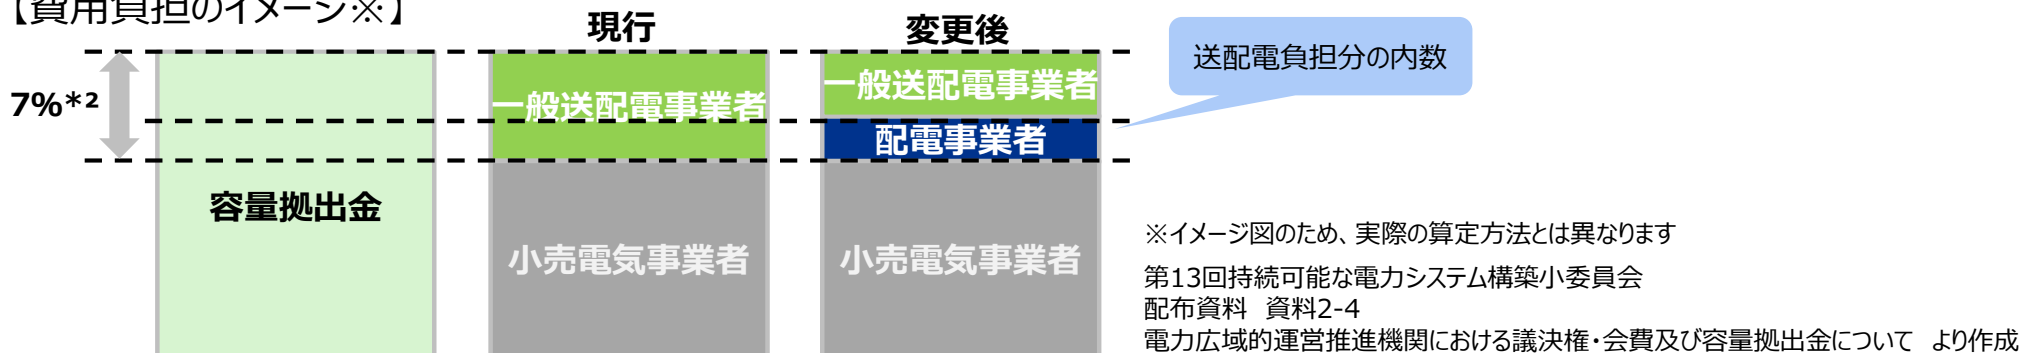 【費用負担のイメージ※】
現行
変更後
送配電負担分の内数
7%*²
一般送配電事業者
一般送配電事業者
配電事業者
容量拠出金
小売電気事業者
小売電気事業者
※イメージ図のため、実際の算定方法とは異なります
第13回持続可能な電力システム構築小委員会
配布資料　資料2-4
電力広域的運営推進機関における議決権・会費及び容量拠出金について　より作成